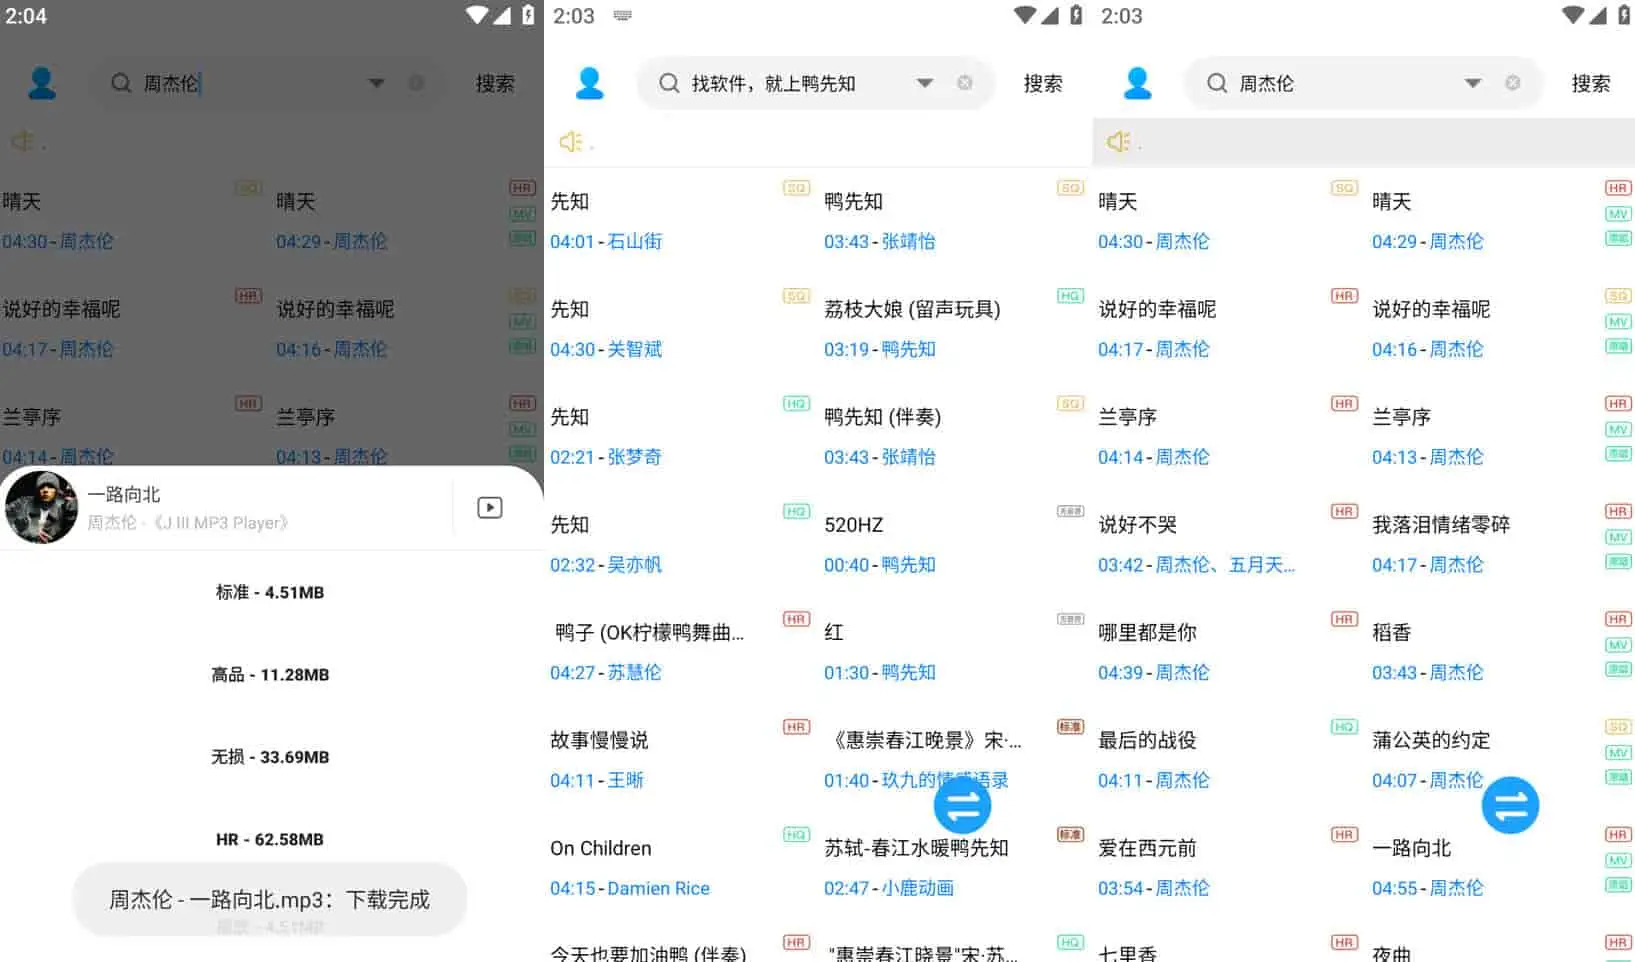 2:04
周杰伦
搜索
.
晴天
SQ
04:30-周杰伦
晴天
HR
MV
原唱
04:29-周杰伦
说好的幸福呢
HR
04:17-周杰伦
说好的幸福呢
SQ
MV
原唱
04:16-周杰伦
兰亭序
HR
04:14-周杰伦
兰亭序
HR
MV
原唱
04:13-周杰伦
一路向北
周杰伦 -《J III MP3 Player》
标准 - 4.51MB
高品 - 11.28MB
无损 - 33.69MB
HR - 62.58MB
周杰伦 - 一路向北.mp3：下载完成
2:03
找软件，就上鸭先知
搜索
.
先知
SQ
04:01-石山街
鸭先知
SQ
03:43-张靖怡
先知
SQ
04:30-关智斌
荔枝大娘 (留声玩具)
HQ
03:19-鸭先知
先知
HQ
02:21-张梦奇
鸭先知 (伴奏)
SQ
03:43-张靖怡
先知
HQ
02:32-吴亦帆
520HZ
00:40-鸭先知
鸭子 (OK柠檬鸭舞曲...
HR
04:27-苏慧伦
红
01:30-鸭先知
故事慢慢说
HR
04:11-王晰
《惠崇春江晚景》宋·...
标准
01:40-玖九的情感语录
On Children
HQ
04:15-Damien Rice
苏轼-春江水暖鸭先知
标准
02:47-小鹿动画
今天也要加油鸭 (伴奏)
HR
"惠崇春江晓景"宋·苏...
HQ
2:03
周杰伦
搜索
.
晴天
SQ
04:30-周杰伦
晴天
HR
MV
原唱
04:29-周杰伦
说好的幸福呢
HR
04:17-周杰伦
说好的幸福呢
SQ
MV
原唱
04:16-周杰伦
兰亭序
HR
04:14-周杰伦
兰亭序
HR
MV
原唱
04:13-周杰伦
说好不哭
HR
03:42-周杰伦、五月天...
我落泪情绪零碎
HR
MV
原唱
04:17-周杰伦
哪里都是你
HR
04:39-周杰伦
稻香
HR
MV
原唱
03:43-周杰伦
最后的战役
HQ
04:11-周杰伦
蒲公英的约定
SQ
MV
原唱
04:07-周杰伦
爱在西元前
HR
03:54-周杰伦
一路向北
HR
MV
原唱
04:55-周杰伦
七里香
HR
夜曲
HR